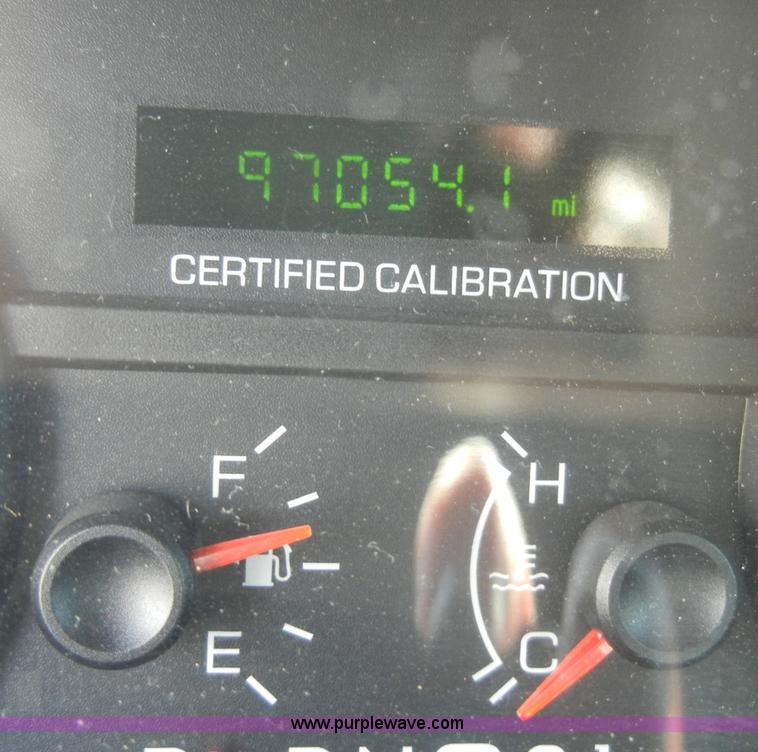 97054.1 mi
CERTIFIED CALIBRATION
F H
E C
www.purplewave.com